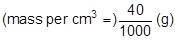 (mass per cm³ =) 40/1000 (g)